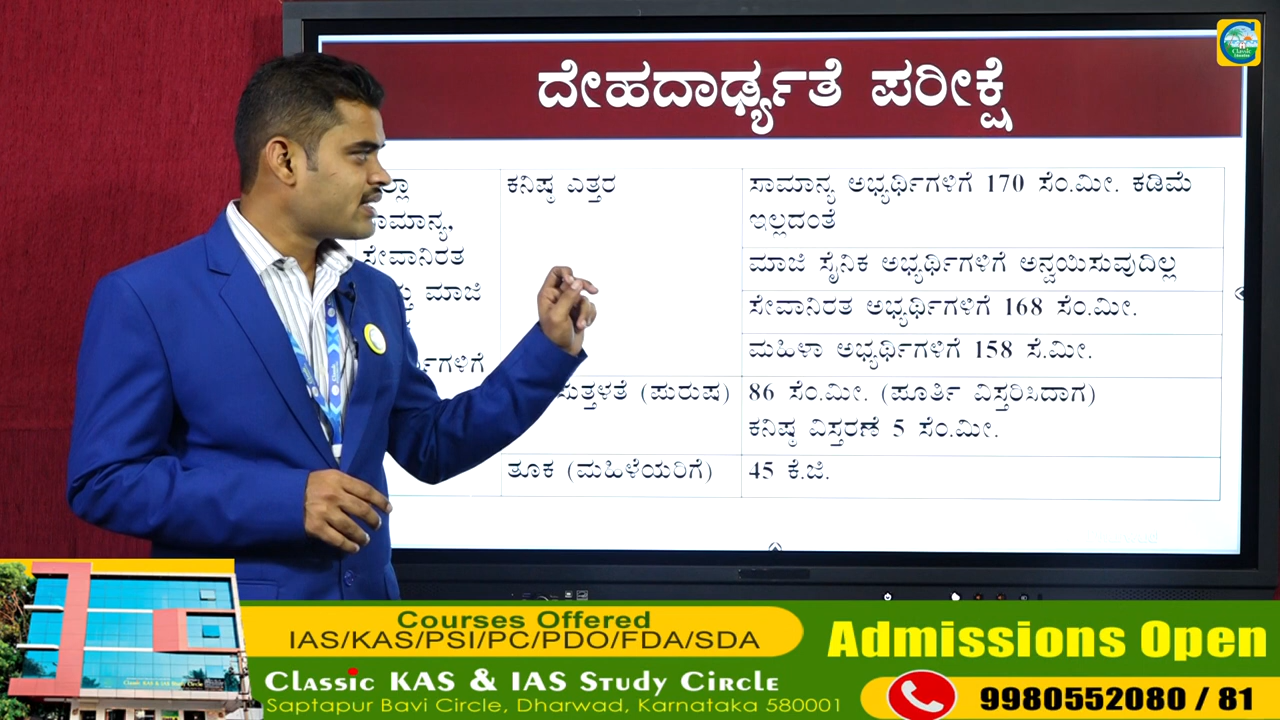 ದೇಹದಾರ್ಢ್ಯತೆ ಪರೀಕ್ಷೆ
Classic
ಕನಿಷ್ಠ ಎತ್ತರ
ಸಾಮಾನ್ಯ ಅಭ್ಯರ್ಥಿಗಳಿಗೆ 170 ಸೆಂ.ಮೀ. ಕಡಿಮೆ
ಇಲ್ಲದಂತೆ
ಸೇವಾನಿರತ
ಮಾಜಿ
ಮಾಜಿ ಸೈನಿಕ ಅಭ್ಯರ್ಥಿಗಳಿಗೆ ಅನ್ವಯಿಸುವುದಿಲ್ಲ
ಸೇವಾನಿರತ ಅಭ್ಯರ್ಥಿಗಳಿಗೆ 168 ಸೆಂ.ಮೀ.
ಮಹಿಳಾ ಅಭ್ಯರ್ಥಿಗಳಿಗೆ 158 ಸೆ.ಮೀ.
ಸುತ್ತಳತೆ (ಪುರುಷ)
86 ಸೆಂ.ಮೀ. (ಪೂರ್ತಿ ವಿಸ್ತರಿಸಿದಾಗ)
ಕನಿಷ್ಠ ವಿಸ್ತರಣೆ 5 ಸೆಂ.ಮೀ.
ತೂಕ (ಮಹಿಳೆಯರಿಗೆ)
45 ಕೆ.ಜಿ.
Courses Offered
IAS/KAS/PSI/PC/PDO/FDA/SDA
Classic KAS & IAS Study Circle
Saptapur Bavi Circle, Dharwad, Karnataka 580001
Admissions Open
9980552080 / 81